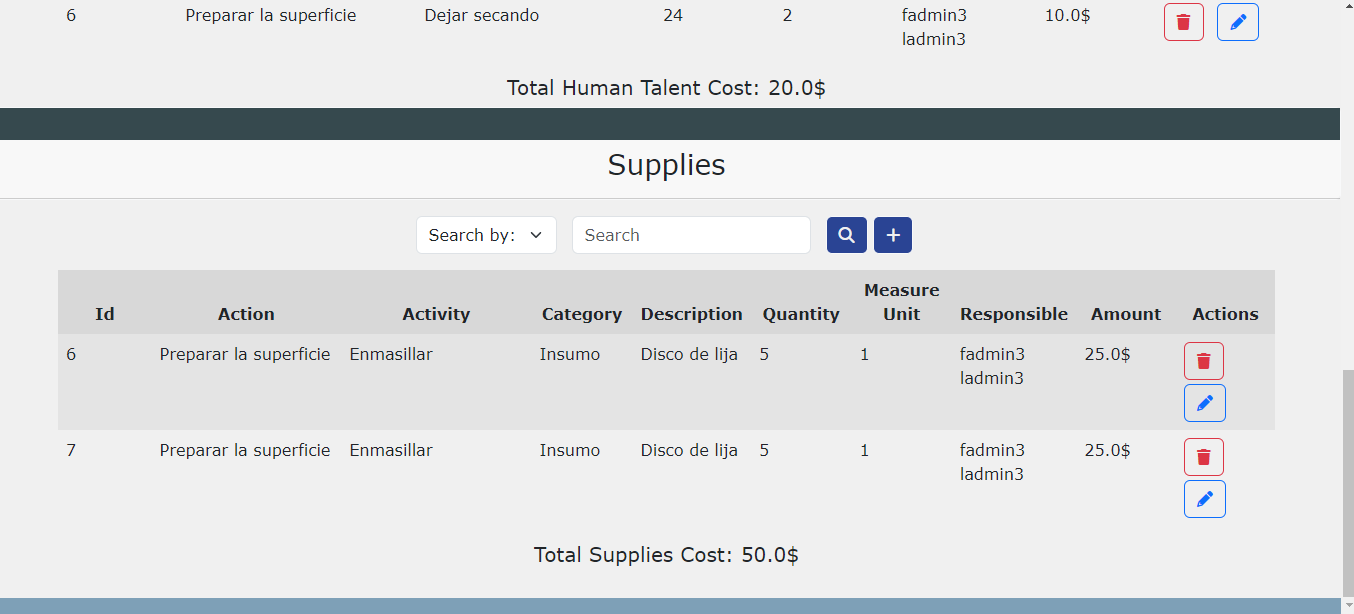 6 Preparar la superficie Dejar secando 24 2 fadmin3 10.0$
ladmin3
Total Human Talent Cost: 20.0$
Supplies
Search by: Search
Measure
Id Action Activity Category Description Quantity Unit Responsible Amount Actions
6 Preparar la superficie Enmasillar Insumo Disco de lija 5 1 fadmin3 25.0$
ladmin3
7 Preparar la superficie Enmasillar Insumo Disco de lija 5 1 fadmin3 25.0$
ladmin3
Total Supplies Cost: 50.0$